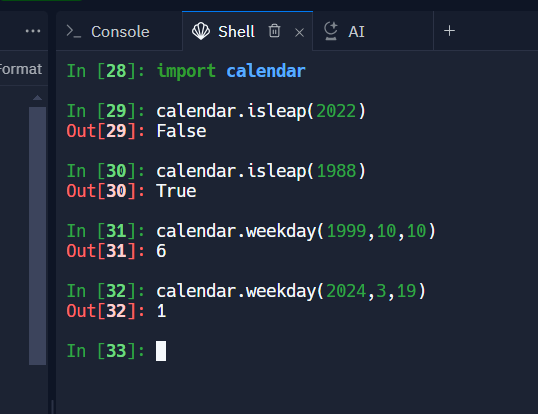 Console
Shell
AI
Format
In [28]: import calendar
In [29]: calendar.isleap(2022)
Out[29]: False
In [30]: calendar.isleap(1988)
Out[30]: True
In [31]: calendar.weekday(1999,10,10)
Out[31]: 6
In [32]: calendar.weekday(2024,3,19)
Out[32]: 1
In [33]: